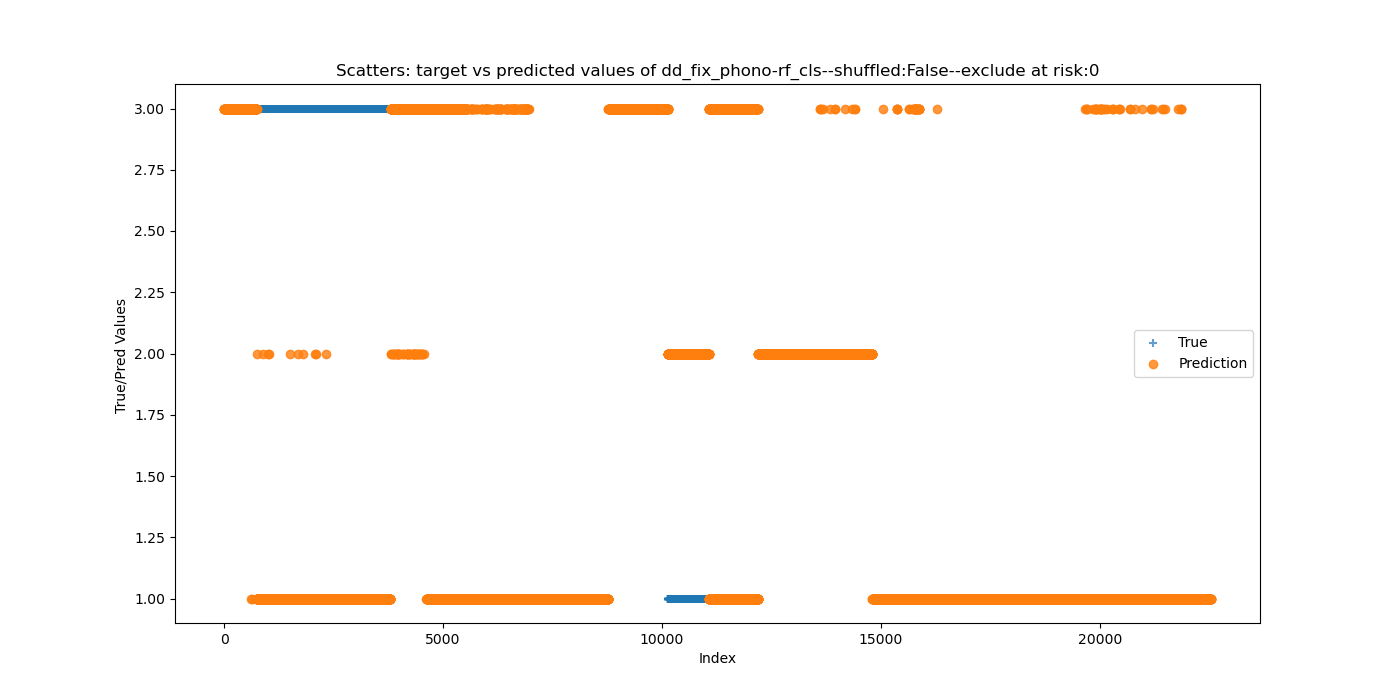 Scatters: target vs predicted values of dd_fix_phono-rf_cls--shuffled:False--exclude at risk:0
3.00
2.75
2.50
2.25
2.00
1.75
1.50
1.25
1.00
True/Pred Values
True
Prediction
0
5000
10000
15000
20000
Index